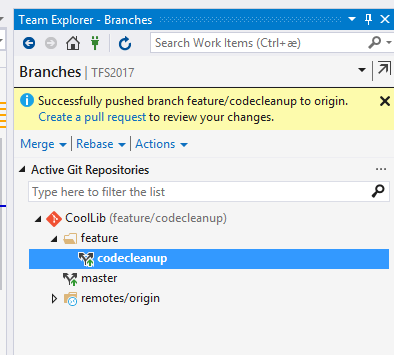 Team Explorer - Branches
Search Work Items (Ctrl+æ)
Branches | TFS2017
Successfully pushed branch feature/codecleanup to origin.
Create a pull request to review your changes.
Merge | Rebase | Actions
Active Git Repositories
Type here to filter the list
CoolLib (feature/codecleanup)
feature
codecleanup
master
remotes/origin